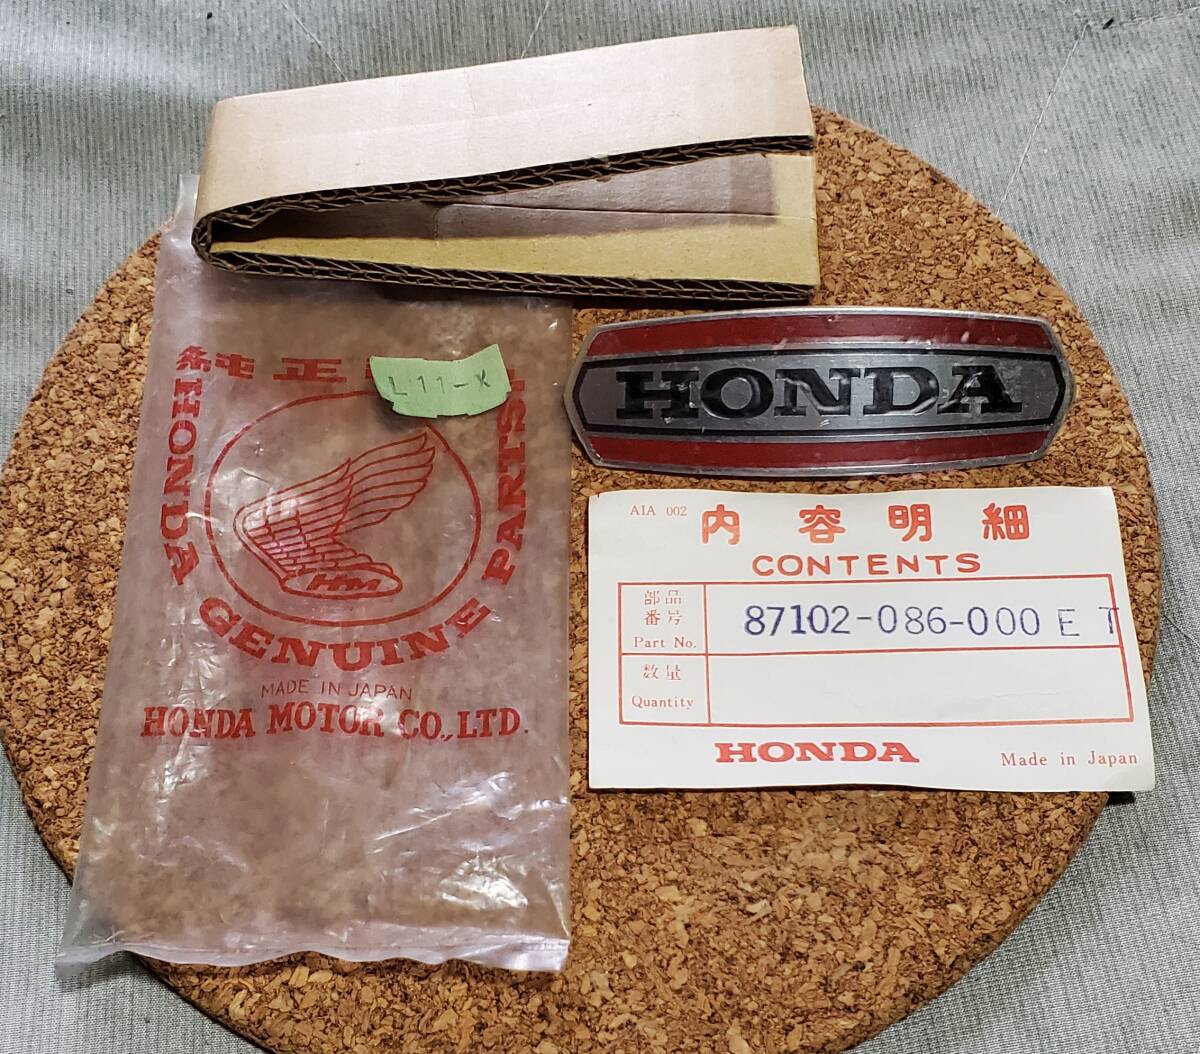 純正
L11-X
HONDA GENUINE PARTS
HM
MADE IN JAPAN
HONDA MOTOR CO., LTD.
HONDA
AIA 002
内容明細
CONTENTS
部品番号
Part No.
87102-086-000 E T
数量
Quantity
HONDA
Made in Japan